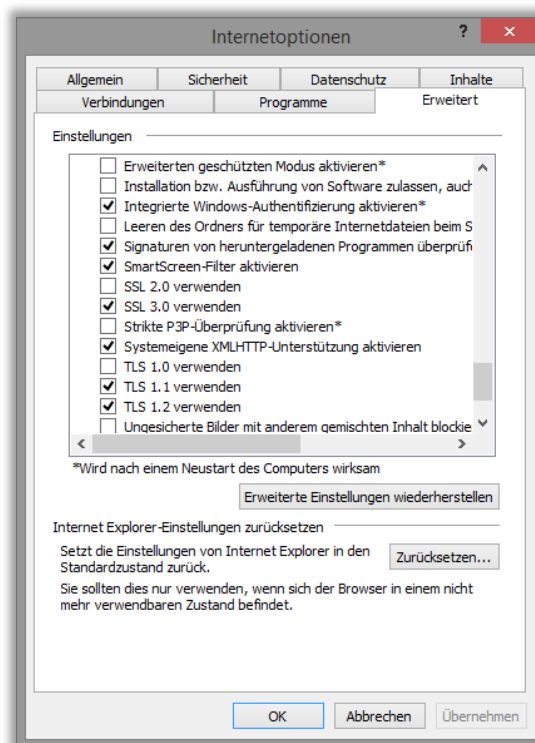 Internetoptionen
?
x
Allgemein
Sicherheit
Datenschutz
Inhalte
Verbindungen
Programme
Erweitert
Einstellungen
Erweiterten geschützten Modus aktivieren*
Installation bzw. Ausführung von Software zulassen, auch
Integrierte Windows-Authentifizierung aktivieren*
Leeren des Ordners für temporäre Internetdateien beim S
Signaturen von heruntergeladenen Programmen überprüfe
SmartScreen-Filter aktivieren
SSL 2.0 verwenden
SSL 3.0 verwenden
Strikte P3P-Überprüfung aktivieren*
Systemeigene XMLHTTP-Unterstützung aktivieren
TLS 1.0 verwenden
TLS 1.1 verwenden
TLS 1.2 verwenden
Ungesicherte Bilder mit anderem gemischten Inhalt blockie
*Wird nach einem Neustart des Computers wirksam
Erweiterte Einstellungen wiederherstellen
Internet Explorer-Einstellungen zurücksetzen
Setzt die Einstellungen von Internet Explorer in den
Standardzustand zurück.
Zurücksetzen...
Sie sollten dies nur verwenden, wenn sich der Browser in einem nicht
mehr verwendbaren Zustand befindet.
OK
Abbrechen
Übernehmen